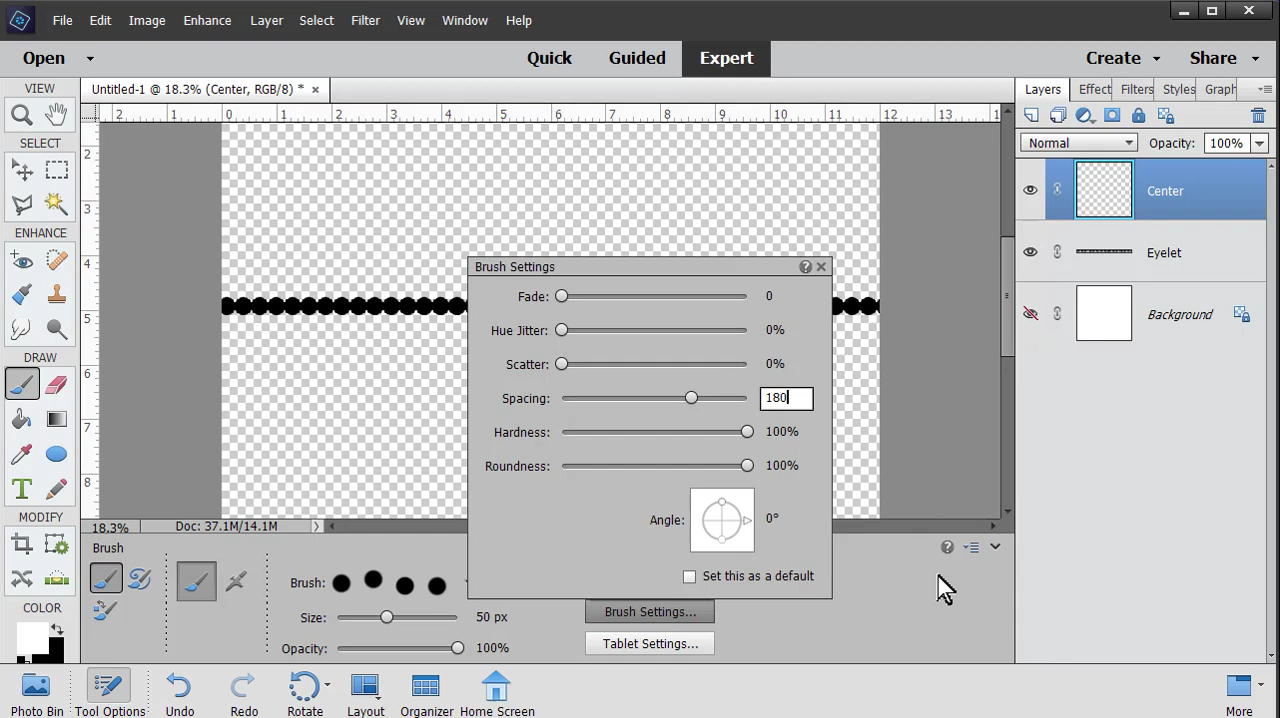 File Edit Image Enhance Layer Select Filter View Window Help
Open Quick Guided Expert Create Share
VIEW
Untitled-1 @ 18.3% (Center, RGB/8) * ×
Layers Effect Filters Styles Graph
2 1 0 1 2 3 4 5 6 7 8 9 10 11 12 13 1
SELECT
Normal Opacity: 100%
2
3
4
5
6
7
8
Center
Eyelet
Background
ENHANCE
DRAW
T
MODIFY
COLOR
Brush Settings
Fade: 0
Hue Jitter: 0%
Scatter: 0%
Spacing: 180
Hardness: 100%
Roundness: 100%
Angle: 0°
Set this as a default
18.3% Doc: 37.1M/14.1M
Brush
Brush:
Size: 50 px
Opacity: 100%
Brush Settings...
Tablet Settings...
Photo Bin Tool Options Undo Redo Rotate Layout Organizer Home Screen More